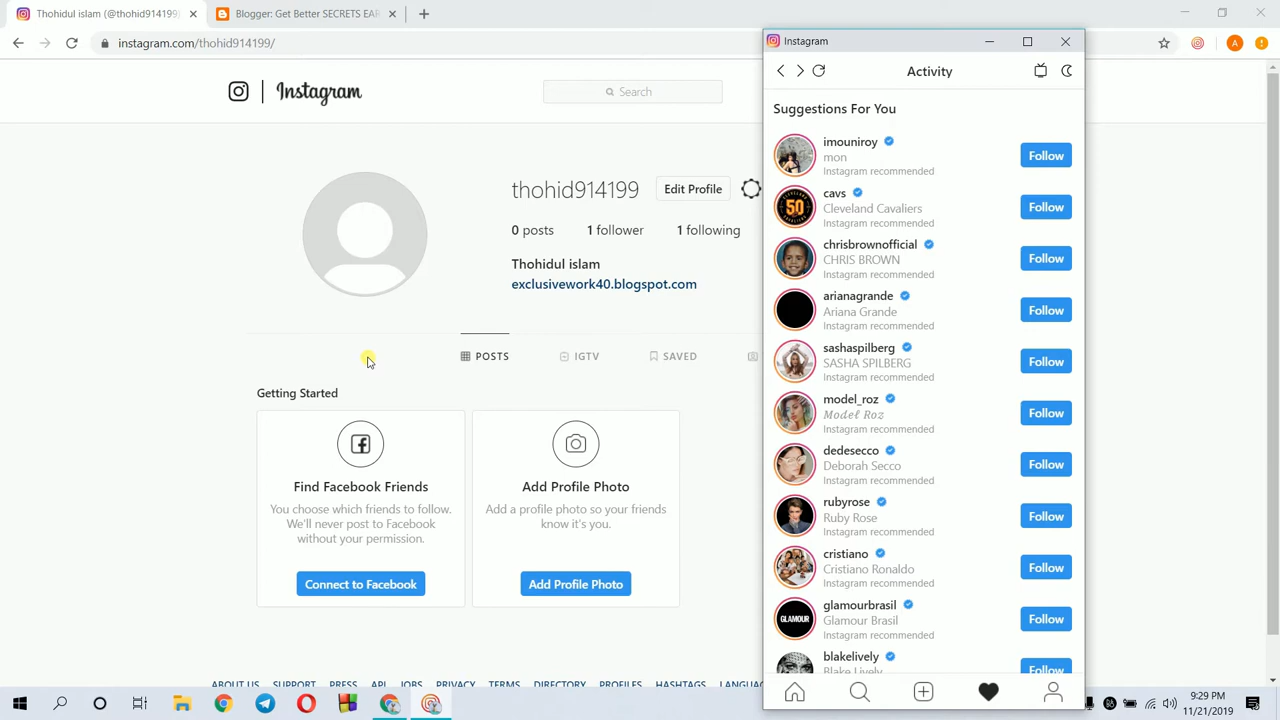 Thohidul islam (@thohid914199)
Blogger: Get Better SECRETS EAR
instagram.com/thohid914199/
Instagram
Search
thohid914199
Edit Profile
0 posts
1 follower
1 following
Thohidul islam
exclusivework40.blogspot.com
POSTS
IGTV
SAVED
Getting Started
Find Facebook Friends
You choose which friends to follow.
We'll never post to Facebook
without your permission.
Connect to Facebook
Add Profile Photo
Add a profile photo so your friends
know it's you.
Add Profile Photo
ABOUT US SUPPORT PRESS API JOBS PRIVACY TERMS DIRECTORY PROFILES HASHTAGS LANGUAG
Instagram
Activity
Suggestions For You
imouniroy
mon
Instagram recommended
Follow
50
cavs
Cleveland Cavaliers
Instagram recommended
Follow
chrisbrownofficial
CHRIS BROWN
Instagram recommended
Follow
arianagrande
Ariana Grande
Instagram recommended
Follow
sashaspilberg
SASHA SPILBERG
Instagram recommended
Follow
model_roz
𝑀𝑜𝒹𝑒𝓁 𝑅𝑜𝓏
Instagram recommended
Follow
dedesecco
Deborah Secco
Instagram recommended
Follow
rubyrose
Ruby Rose
Instagram recommended
Follow
cristiano
Cristiano Ronaldo
Instagram recommended
Follow
GLAMOUR
glamourbrasil
Glamour Brasil
Instagram recommended
Follow
blakelively
Blake Lively
Follow
A
9:29 PM
11/21/2019